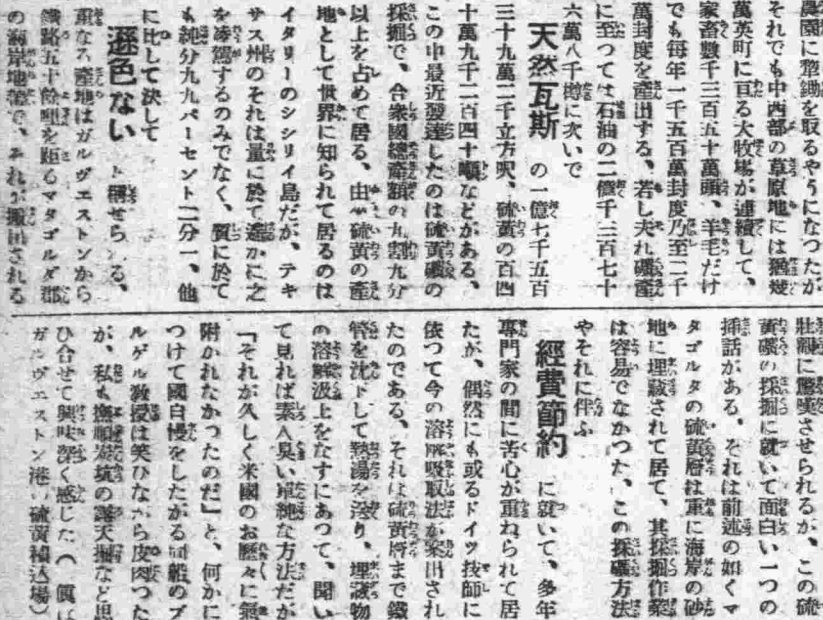 農園に犂鋤を取るやうになつたが
それでも中西部の草原地には猶幾
萬英町に亘る大牧場が連續して、
家畜數千三百五十萬頭、羊毛だけ
でも毎年一千五百萬封度乃至二千
萬封度を產出する、若し夫れ礦產
に至つては石油の二億千三百七十
六萬八千樽に次いで
天然瓦斯 の一億七千五百
三十九萬二千立方呎、硫黃の百四
十萬九千二百四十噸などがある、
この中最近發達したのは硫黃礦の
採掘で、合衆國總產額の九割九分
以上を占めて居る、由來硫黃の產
地として世界に知られて居るのは
イタリーのシシリイ島だが、テキ
サス州のそれは量に於て遙かに之
を凌駕するのみでなく、質に於て
も純分九九パーセント二分一、他
に比して決して
遜色ない と稱せらる、
重なる產地はガルヴエストンから
鐵路五十餘哩を距るマタゴルダ郡
の海岸地帶で、それが搬出される
壯觀に驚嘆させられるが、この硫
黃礦の採掘に就いて面白い一つの
揷話がある、それは前述の如くマ
タゴルタの硫黃層は重に海岸の砂
地に埋藏されて居て、其採掘作業
は容易でなかつた、この採礦方法
やそれに伴ふ
經費節約 に就いて、多年
專門家の間に苦心が重ねられて居
たが、偶然にも或るドイツ技師に
依つて今の溶解吸取法が案出され
たのである、それは硫黃層まで鐵
管を沈下して熱湯を淺り、埋藏物
の溶解汲上をなすにあつて、聞い
て見れば素人臭い單純な方法だが
「それが久しく米國のお歷々に氣
附かれなかつたのだ」と、何かに
つけて國自慢をしたがる同船のブ
ルゲル敎授は笑ひながら皮肉つた
が、私も撫順炭坑の露天掘など思
ひ合せて興味深く感じた（ 眞は
ガルヴエストン港の硫黃積込場）